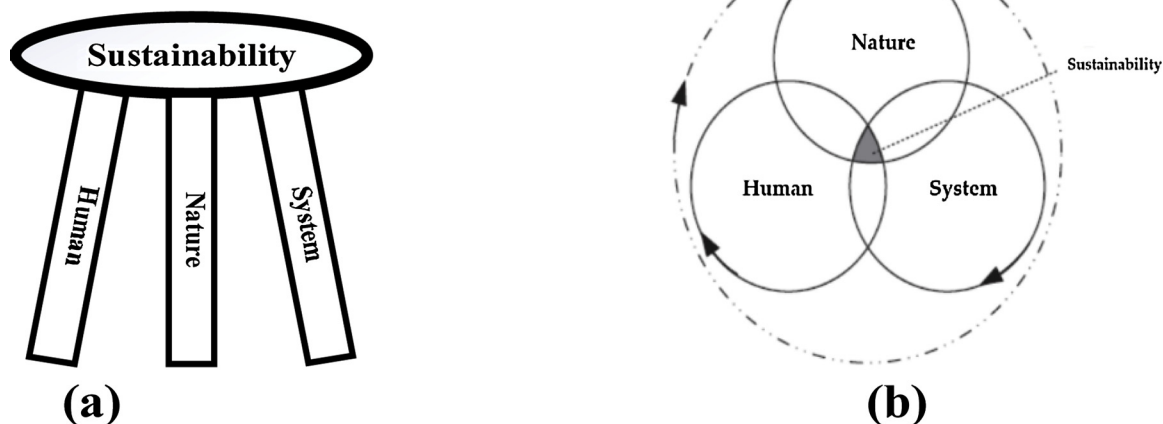 Sustainability
Human
Nature
System
(a)
Nature
Sustainability
Human
System
(b)